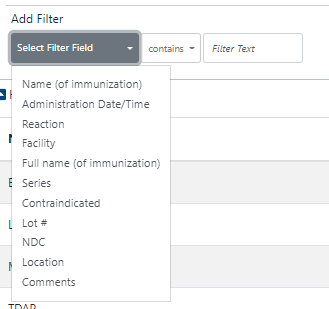 Add Filter
Select Filter Field contains Filter Text
Name (of immunization)
Administration Date/Time
Reaction
Facility
Full name (of immunization)
Series
Contraindicated
Lot #
NDC
Location
Comments
TDAP